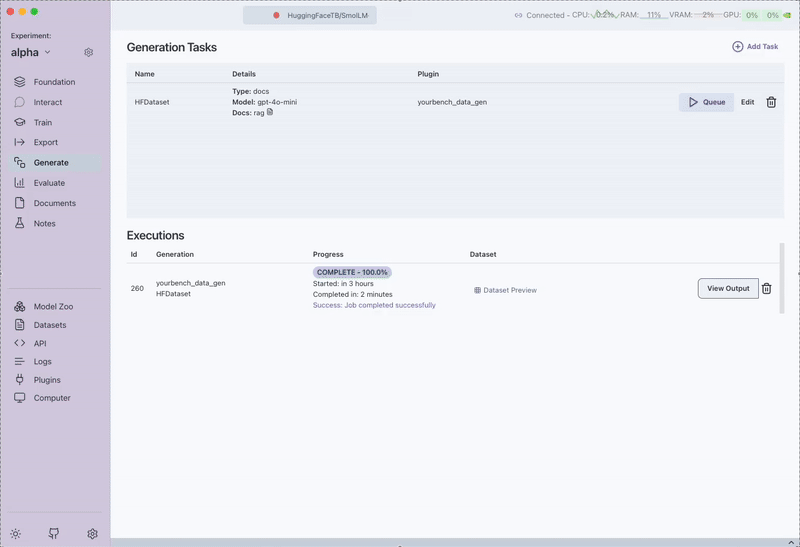 HuggingFaceTB/SmolLM-
Connected - CPU: 0.2% RAM: 11% VRAM: 2% GPU: 0% 0%
Experiment:
alpha
Foundation
Interact
Train
Export
Generate
Evaluate
Documents
Notes
Model Zoo
Datasets
API
Logs
Plugins
Computer
Generation Tasks
Add Task
Name Details Plugin
Type: docs
HFDataset Model: gpt-4o-mini yourbench_data_gen Queue Edit
Docs: rag
Executions
Id Generation Progress Dataset
COMPLETE - 100.0%
260 yourbench_data_gen Started: in 3 hours Dataset Preview View Output
HFDataset Completed in: 2 minutes
Success: Job completed successfully